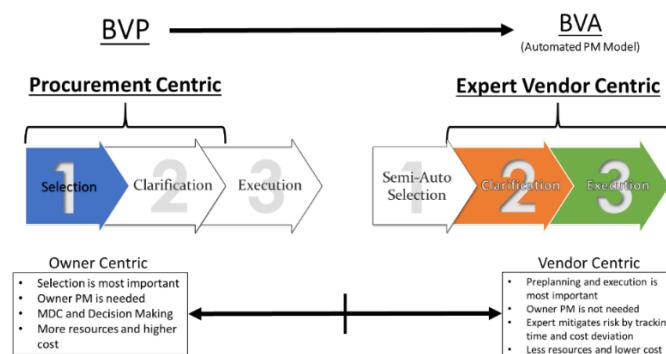 BVP
BVA
(Automated PM Model)
Procurement Centric
Expert Vendor Centric
1
Selection
2
Clarification
3
Execution
1
Semi-Auto
Selection
2
Clarification
3
Execution
Owner Centric
• Selection is most important
• Owner PM is needed
• MDC and Decision Making
• More resources and higher
cost
Vendor Centric
• Preplanning and execution is
most important
• Owner PM is not needed
• Expert mitigates risk by tracking
time and cost deviation
• Less resources and lower cost